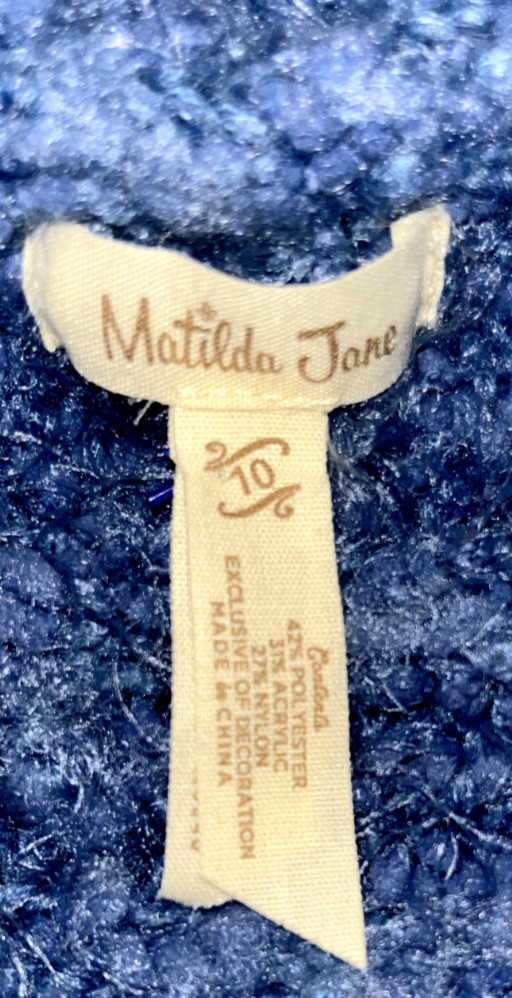 Matilda Jane
10
Contents
42% POLYESTER
31% ACRYLIC
27% NYLON
EXCLUSIVE OF DECORATION
MADE in CHINA